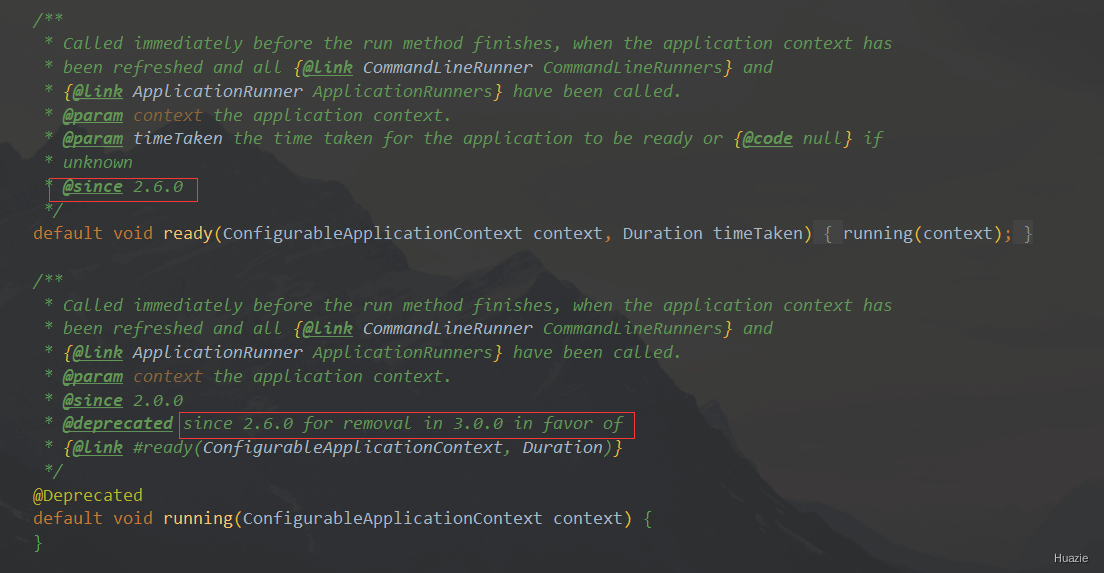 /**
* Called immediately before the run method finishes, when the application context has
* been refreshed and all {@link CommandLineRunner CommandLineRunners} and
* {@link ApplicationRunner ApplicationRunners} have been called.
* @param context the application context.
* @param timeTaken the time taken for the application to be ready or {@code null} if
* unknown
* @since 2.6.0
*/
default void ready(ConfigurableApplicationContext context, Duration timeTaken) { running(context); }
/**
* Called immediately before the run method finishes, when the application context has
* been refreshed and all {@link CommandLineRunner CommandLineRunners} and
* {@link ApplicationRunner ApplicationRunners} have been called.
* @param context the application context.
* @since 2.0.0
* @deprecated since 2.6.0 for removal in 3.0.0 in favor of
* {@link #ready(ConfigurableApplicationContext, Duration)}
*/
@Deprecated
default void running(ConfigurableApplicationContext context) {
}
Huazie